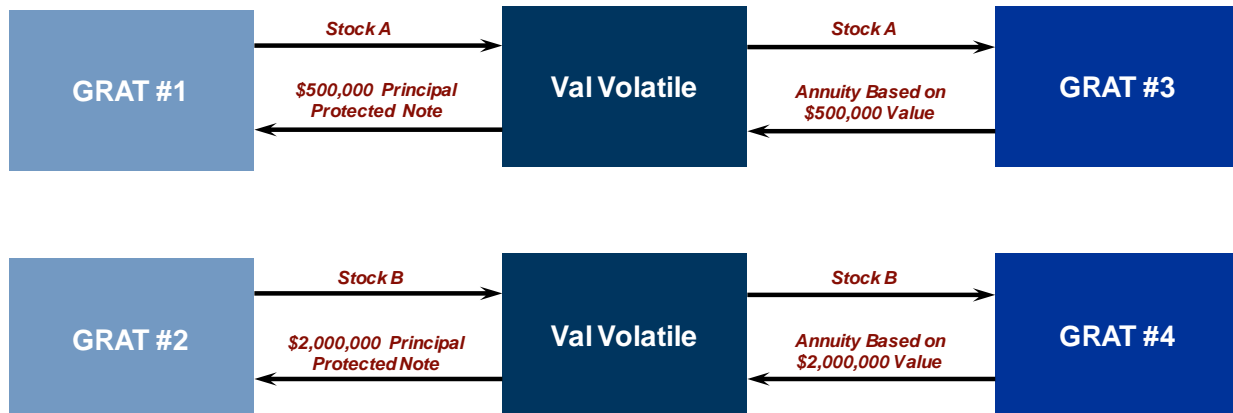 Stock A
Stock A
GRAT #1
$500,000 Principal
Protected Note
Val Volatile
Annuity Based on
$500,000 Value
GRAT #3
Stock B
Stock B
GRAT #2
$2,000,000 Principal
Protected Note
Val Volatile
Annuity Based on
$2,000,000 Value
GRAT #4